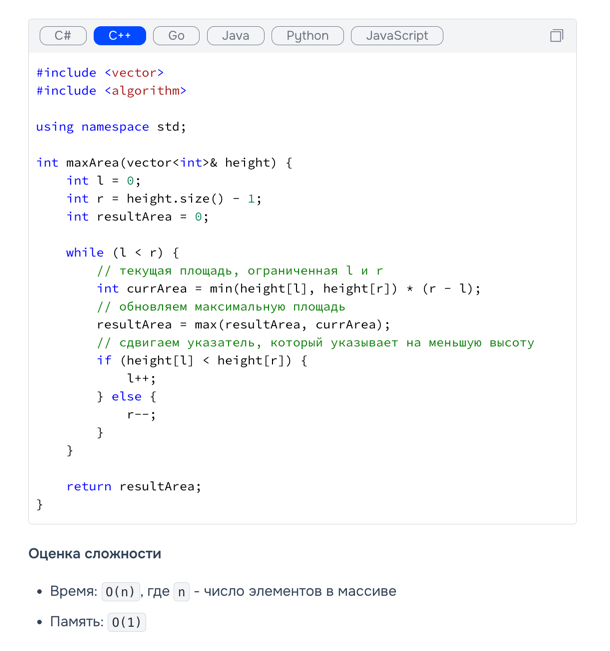 C# C++ Go Java Python JavaScript
#include <vector>
#include <algorithm>
using namespace std;
int maxArea(vector<int>& height) {
    int l = 0;
    int r = height.size() - 1;
    int resultArea = 0;
    while (l < r) {
        // текущая площадь, ограниченная l и r
        int currArea = min(height[l], height[r]) * (r - l);
        // обновляем максимальную площадь
        resultArea = max(resultArea, currArea);
        // сдвигаем указатель, который указывает на меньшую высоту
        if (height[l] < height[r]) {
            l++;
        } else {
            r--;
        }
    }
    return resultArea;
}
Оценка сложности
• Время: O(n), где n - число элементов в массиве
• Память: O(1)